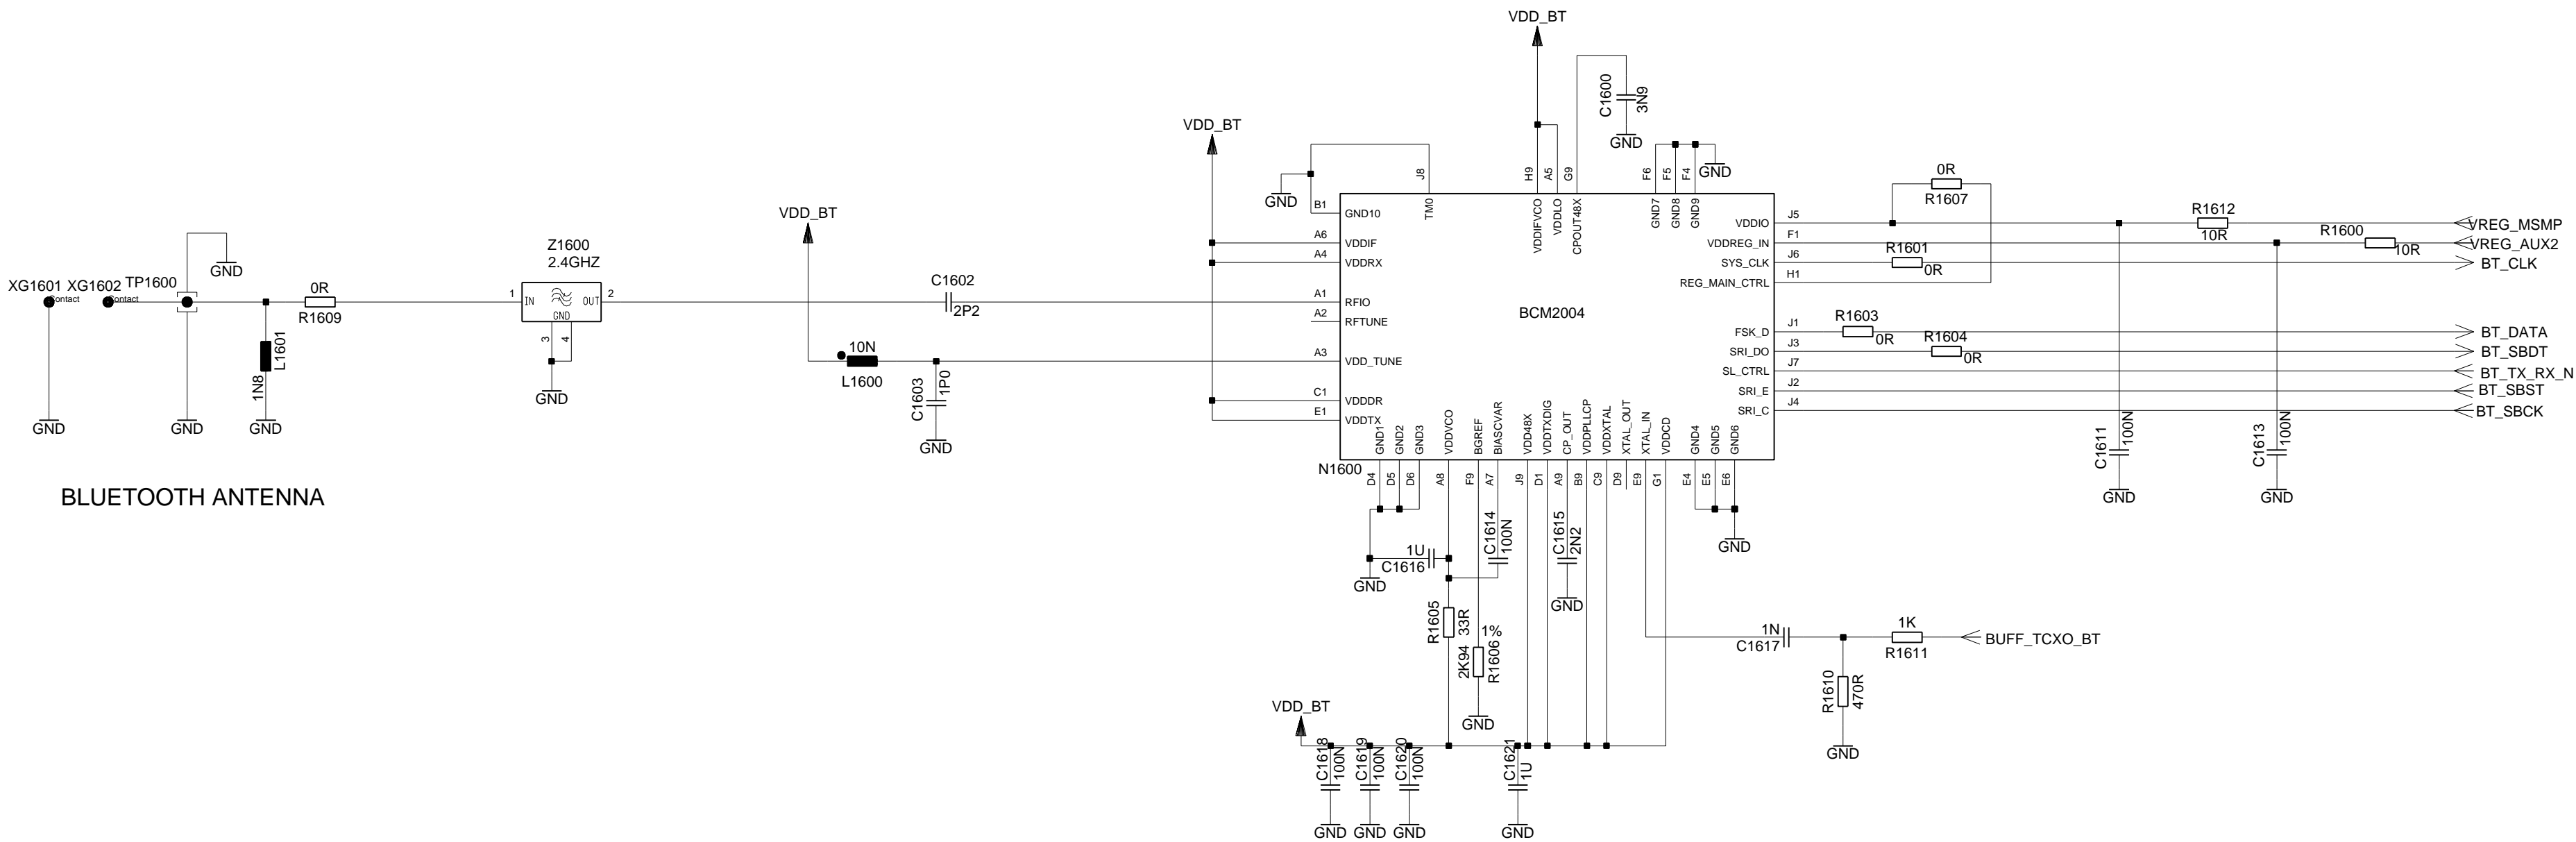 VDD_BT
C1600
3N9
GND
VDD_BT
H9
A5
G9
F6
F5
F4
GND
J8
GND
0R
R1607
B1
GND10
TM0
VDDIFVCO
VDDLO
CPOUT48X
GND7
GND8
GND9
VDDIO
J5
R1612
10R
VREG_MSMP
VDD_BT
A6
VDDIF
VDDREG_IN
F1
R1600
10R
VREG_AUX2
A4
VDDRX
SYS_CLK
J6
R1601
0R
BT_CLK
REG_MAIN_CTRL
H1
GND
Z1600
2.4GHZ
XG1601
XG1602
TP1600
Contact
Contact
0R
R1609
1
IN
OUT
2
GND
3
4
GND
C1602
2P2
A1
RFIO
A2
RFTUNE
BCM2004
FSK_D
J1
R1603
0R
BT_DATA
SRI_DO
J3
R1604
0R
BT_SBDT
L1601
1N8
10N
L1600
A3
VDD_TUNE
SL_CTRL
J7
BT_TX_RX_N
SRI_E
J2
BT_SBST
SRI_C
J4
BT_SBCK
C1603
1P0
GND
C1
VDDDR
E1
VDDTX
GND
GND
GND
GND1
GND2
GND3
VDDVCO
BGREF
BIASCVAR
VDD48X
VDDTXDIG
CP_OUT
VDDPLLCP
VDDXTAL
XTAL_OUT
XTAL_IN
VDDCD
GND4
GND5
GND6
N1600
D4
D5
D6
A8
F9
A7
J9
D1
A9
B9
C9
D9
E9
G1
E4
E5
E6
C1611
100N
GND
C1613
100N
GND
BLUETOOTH ANTENNA
1U
C1616
GND
C1614
100N
C1615
2N2
GND
GND
R1605
33R
1%
2K94
R1606
GND
1N
C1617
1K
R1611
BUFF_TCXO_BT
R1610
470R
GND
VDD_BT
C1618
100N
C1619
100N
C1620
100N
C1621
1U
GND
GND
GND
GND